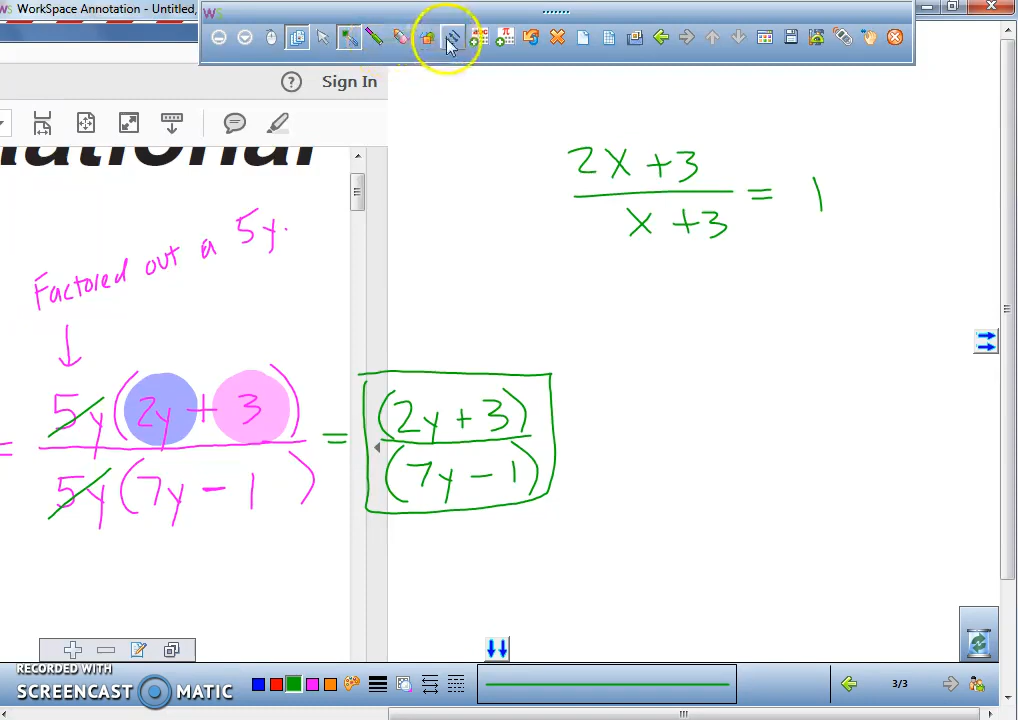 WorkSpace Annotation - Untitled,
WS
Sign In
2x + 3
x + 3
= 1
Factored out a 5y.
= 5y(2y + 3)
5y(7y - 1)
= (2y + 3)
(7y - 1)
RECORDED WITH
SCREENCAST MATIC
3/3